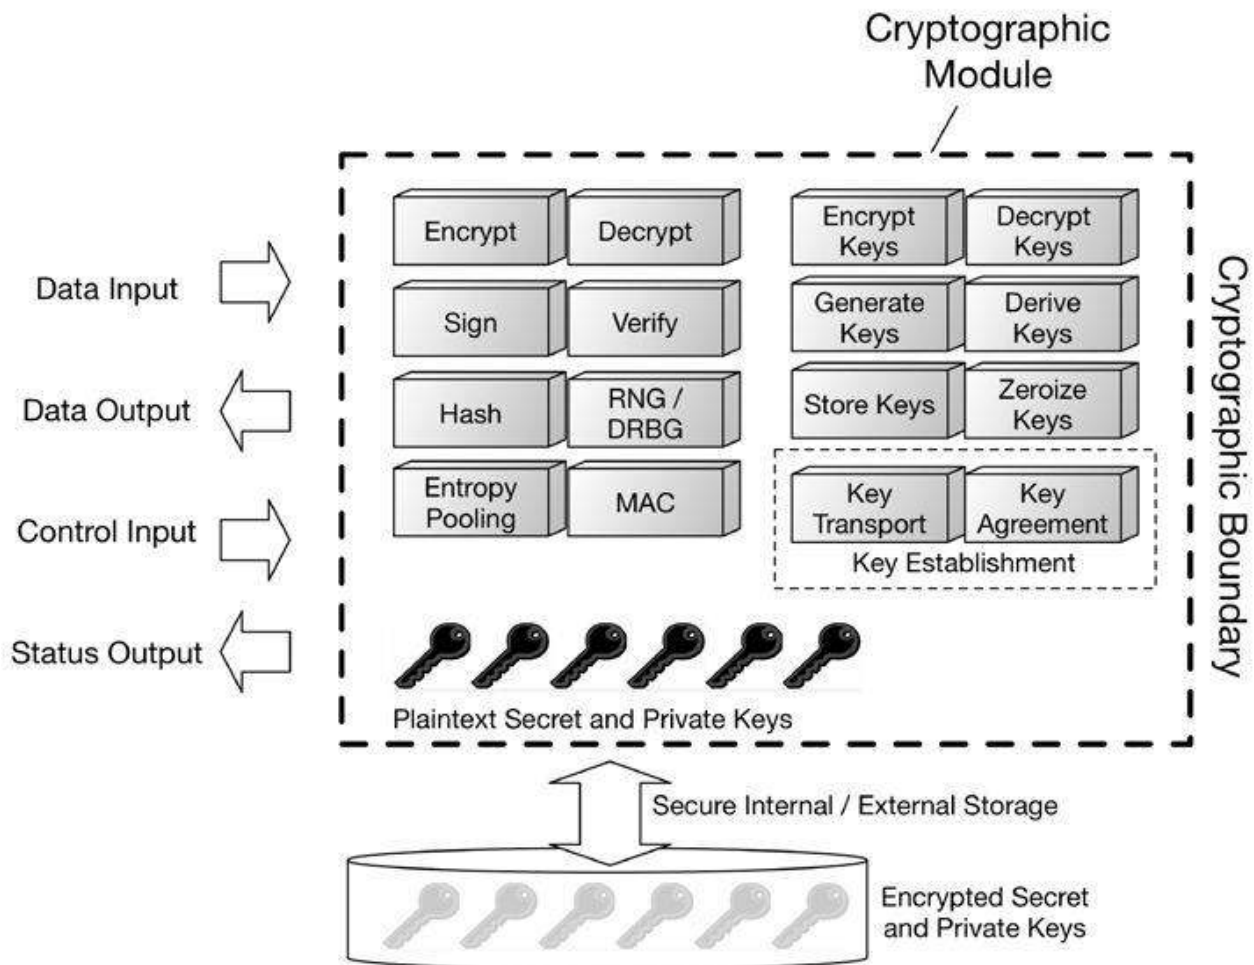 Cryptographic
Module
Encrypt
Decrypt
Encrypt
Keys
Decrypt
Keys
Data Input
Sign
Verify
Generate
Keys
Derive
Keys
Data Output
Hash
RNG /
DRBG
Store Keys
Zeroize
Keys
Control Input
Entropy
Pooling
MAC
Key
Transport
Key
Agreement
Key Establishment
Status Output
Plaintext Secret and Private Keys
Cryptographic Boundary
Secure Internal / External Storage
Encrypted Secret
and Private Keys